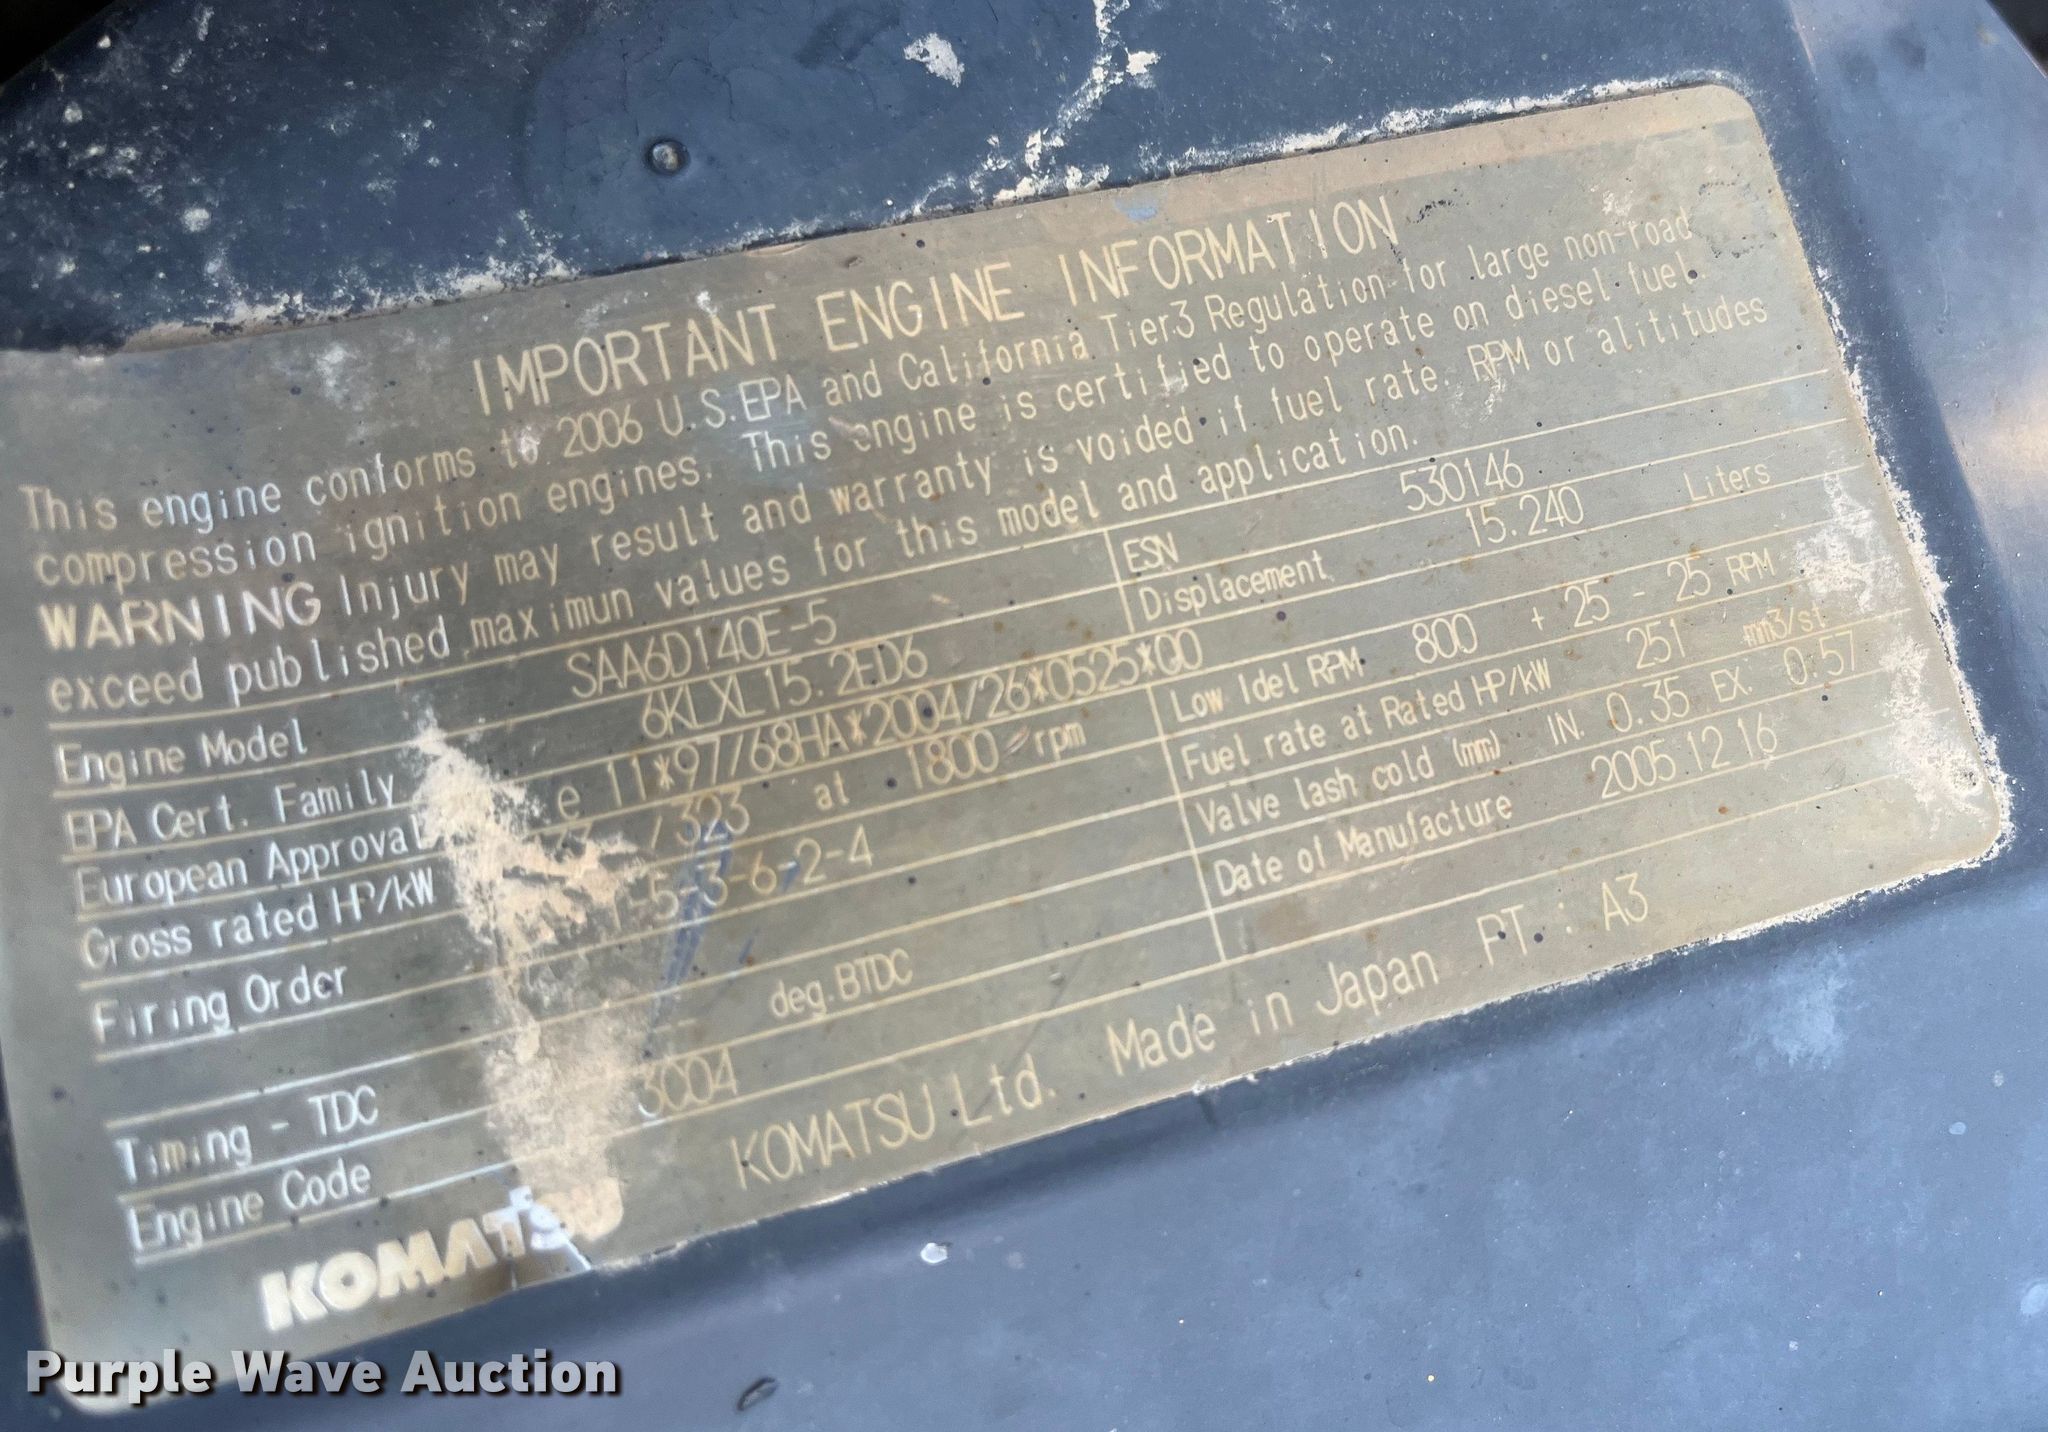 IMPORTANT ENGINE INFORMATION
This engine conforms to 2006 U.S.EPA and California Tier3 Regulation for large non-road
compression ignition engines. This engine is certified to operate on diesel fuel.
WARNING Injury may result and warranty is voided if fuel rate. RPM or alititudes
exceed published maximun values for this model and application.
Engine Model SAA6D140E-5 ESN 530146
EPA Cert. Family 6KLXL15.2ED6 Displacement 15.240 Liters
European Approval e 11*97/68HA*2004/26*0525*00
Gross rated HP/kW / 323 at 1800 rpm Low Idel RPM 800 + 25 - 25 RPM
Firing Order -5-3-6-2-4 Fuel rate at Rated HP/kW 251 mm3/st
Valve lash cold (mm) IN. 0.35 EX. 0.57
Timing - TDC deg.BTDC Date of Manufacture 2005 12 16
Engine Code 3C04
KOMATSU KOMATSU Ltd. Made in Japan PT. : A3
Purple Wave Auction